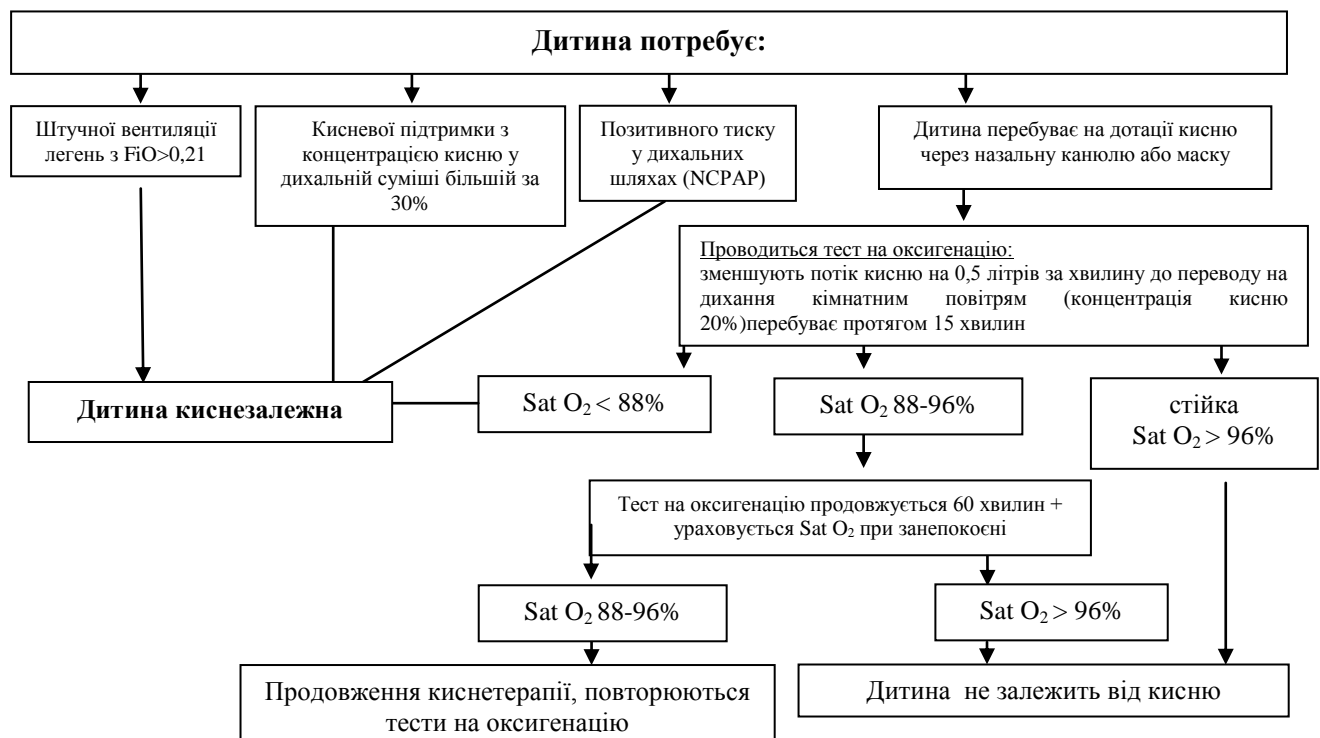 Дитина потребує:
Штучної вентиляції
легень з FiO>0,21
Кисневої підтримки з
концентрацією кисню у
дихальній суміші більшій за
30%
Позитивного тиску
у дихальних
шляхах (NCPAP)
Дитина перебуває на дотації кисню
через назальну канюлю або маску
Проводиться тест на оксигенацію:
зменшують потік кисню на 0,5 літрів за хвилину до переводу на
дихання кімнатним повітрям (концентрація кисню
20%)перебуває протягом 15 хвилин
Дитина киснезалежна
Sat O₂ < 88%
Sat O₂ 88-96%
стійка
Sat O₂ > 96%
Тест на оксигенацію продовжується 60 хвилин +
ураховується Sat O₂ при занепокоєні
Sat O₂ 88-96%
Sat O₂ > 96%
Продовження киснетерапії, повторюються
тести на оксигенацію
Дитина не залежить від кисню